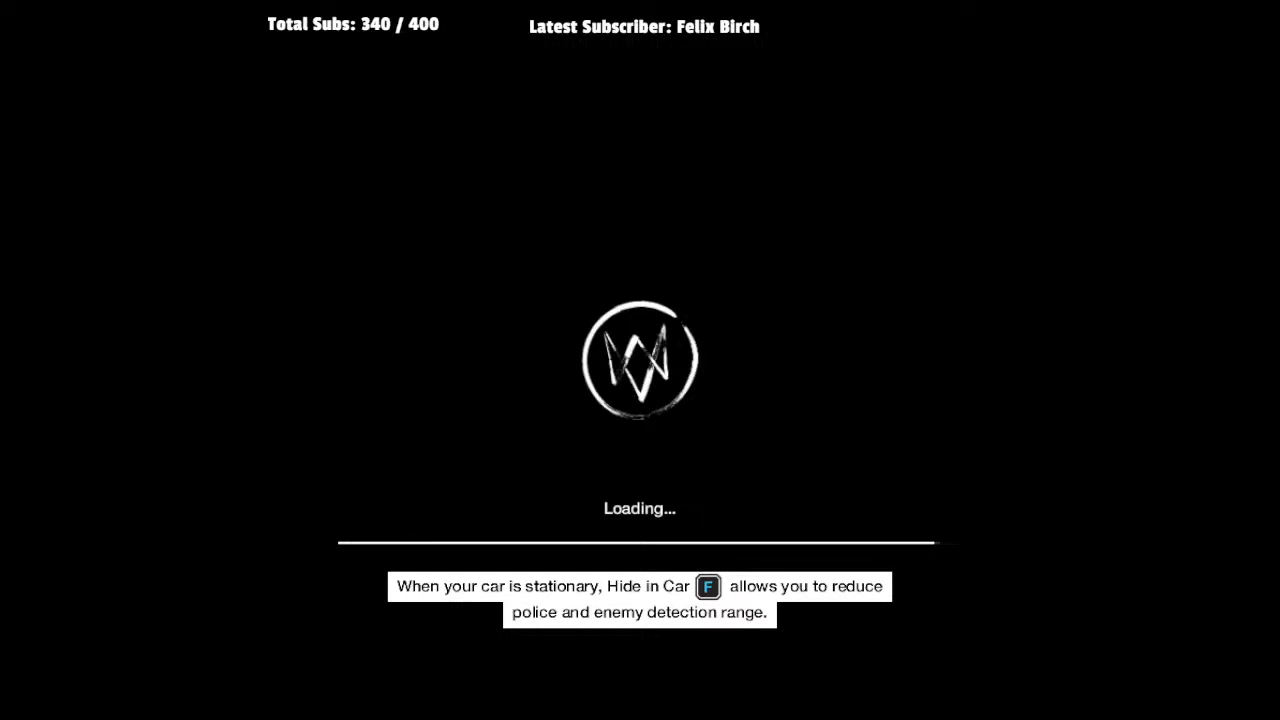 Total Subs: 340 / 400
Latest Subscriber: Felix Birch
Loading...
When your car is stationary, Hide in Car F allows you to reduce
police and enemy detection range.